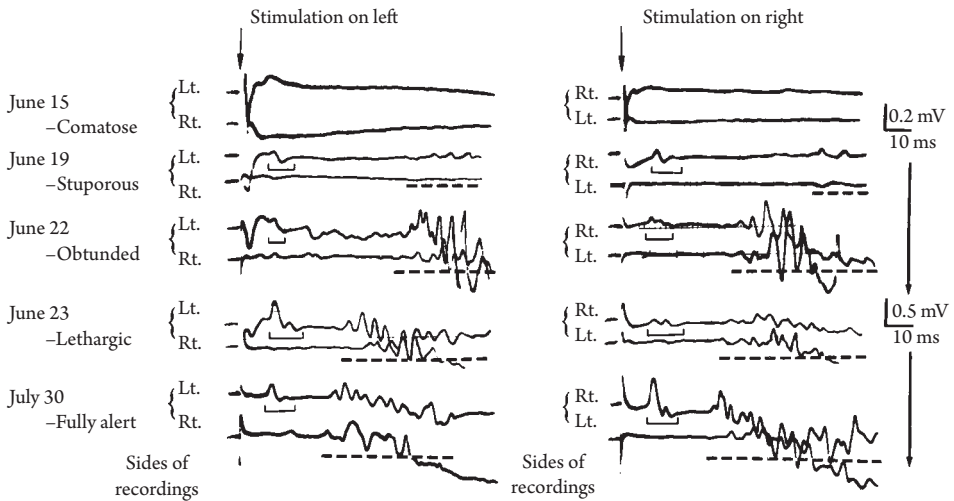 Stimulation on left
Stimulation on right
June 15
–Comatose
Lt.
Rt.
Rt.
Lt.
0.2 mV
10 ms
June 19
–Stuporous
Lt.
Rt.
Rt.
Lt.
June 22
–Obtunded
Lt.
Rt.
Rt.
Lt.
June 23
–Lethargic
Lt.
Rt.
Rt.
Lt.
0.5 mV
10 ms
July 30
–Fully alert
Lt.
Rt.
Rt.
Lt.
Sides of
recordings
Sides of
recordings